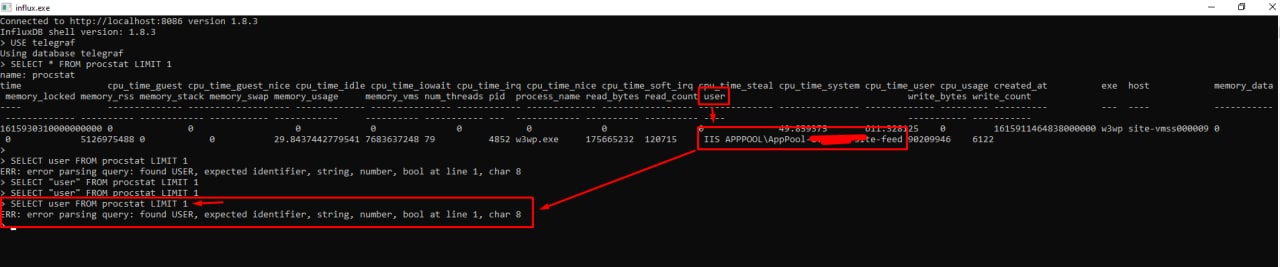 influx.exe
Connected to http://localhost:8086 version 1.8.3
InfluxDB shell version: 1.8.3
> USE telegraf
Using database telegraf
> SELECT * FROM procstat LIMIT 1
name: procstat
time cpu_time_guest cpu_time_guest_nice cpu_time_idle cpu_time_iowait cpu_time_irq cpu_time_nice cpu_time_soft_irq cpu_time_steal cpu_time_system cpu_time_user cpu_usage created_at exe host memory_data
memory_locked memory_rss memory_stack memory_swap memory_usage memory_vms num_threads pid process_name read_bytes read_count user write_bytes write_count
1615930310000000000 0 0 0 0 0 0 0 0 49.859375 611.328125 0 1615911464838000000 w3wp site-vmss000009 0
0 5126975488 0 0 29.8437442779541 7683637248 79 4852 w3wp.exe 175665232 120715 IIS APPPOOL\AppPool- site-feed 90209946 6122
>
> SELECT user FROM procstat LIMIT 1
ERR: error parsing query: found USER, expected identifier, string, number, bool at line 1, char 8
> SELECT "user" FROM procstat LIMIT 1
> SELECT "user" FROM procstat LIMIT 1
> SELECT user FROM procstat LIMIT 1
ERR: error parsing query: found USER, expected identifier, string, number, bool at line 1, char 8